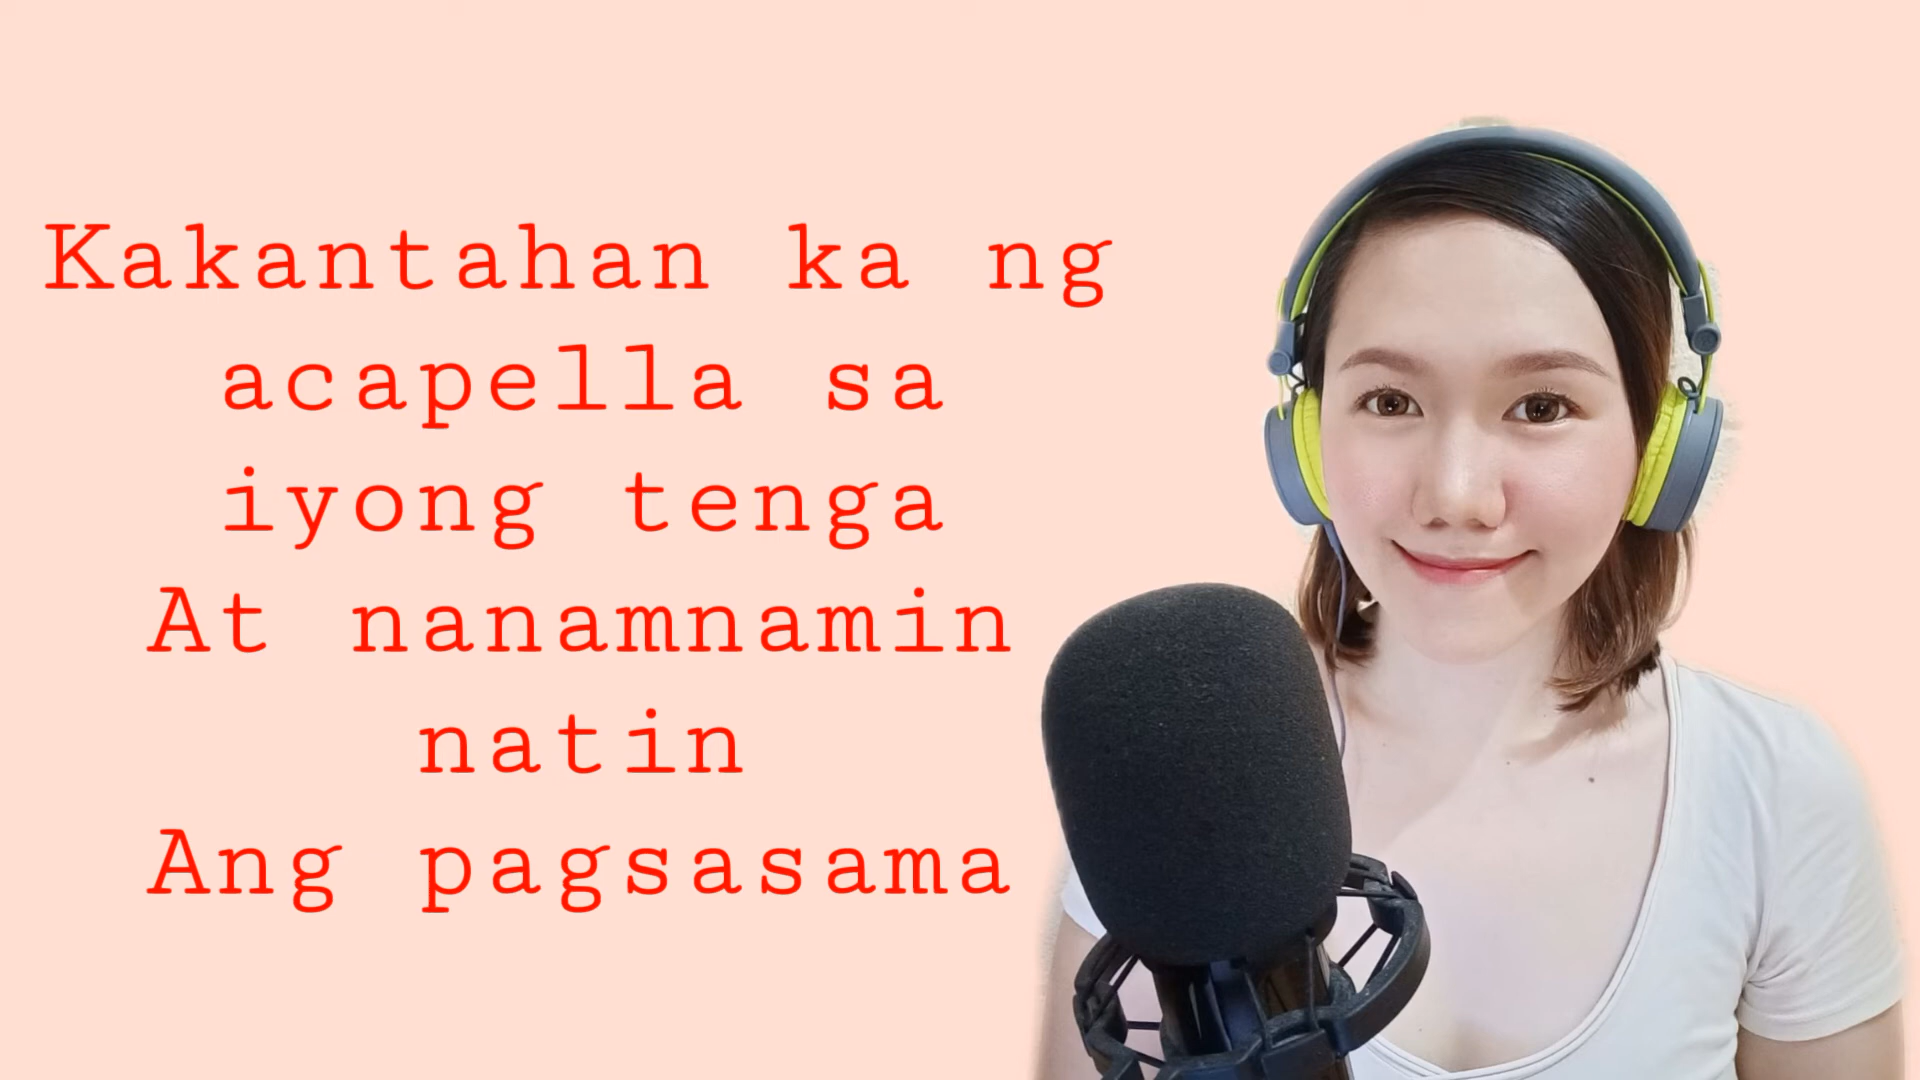 Kakantahan ka ng
acapella sa
iyong tenga
At nanamnamin
natin
Ang pagsasama